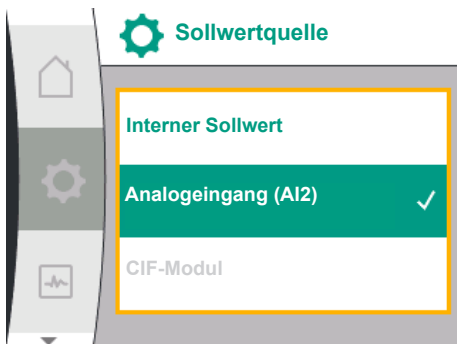 Sollwertquelle
Interner Sollwert
Analogeingang (AI2)
CIF-Modul